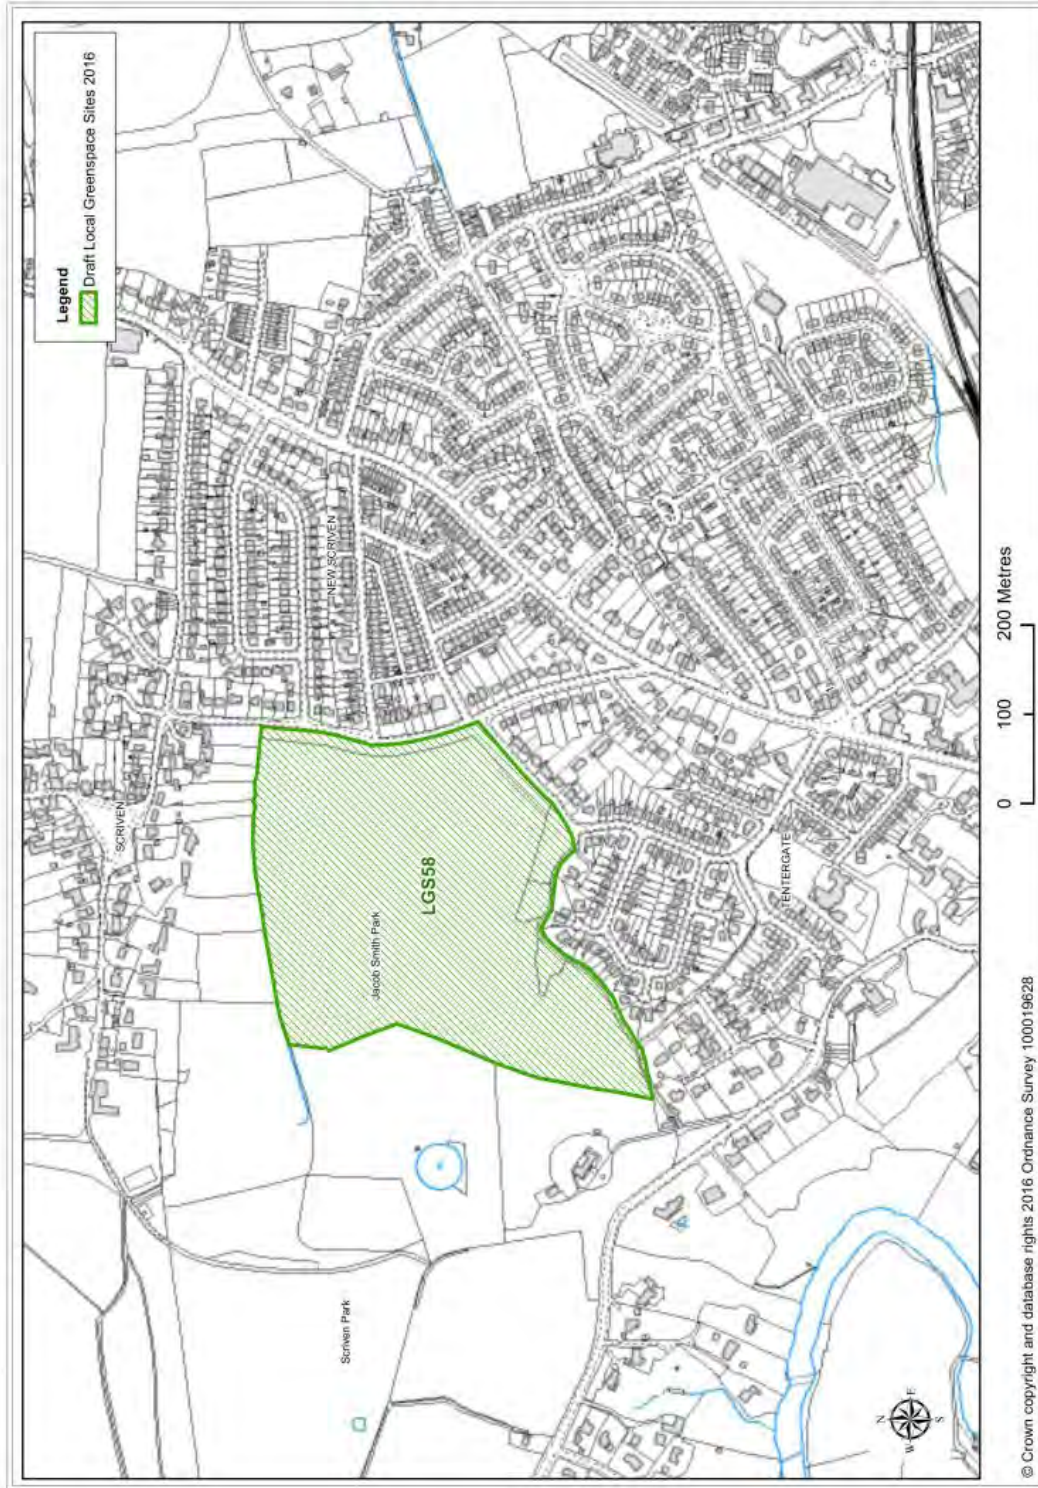 Legend
Draft Local Greenspace Sites 2016
SCRIVEN
NEW SCRIVEN
Jacob Smith Park
LGS58
Scriven Park
TENTERGATE
N
E
S
W
0 100 200 Metres
© Crown copyright and database rights 2016 Ordnance Survey 100019628